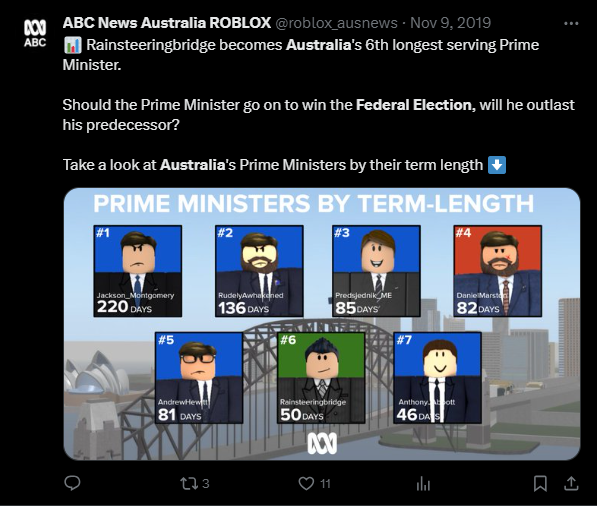 ABC News Australia ROBLOX @roblox_ausnews · Nov 9, 2019
ABC
📊 Rainsteeringbridge becomes Australia's 6th longest serving Prime
Minister.
Should the Prime Minister go on to win the Federal Election, will he outlast
his predecessor?
Take a look at Australia's Prime Ministers by their term length ⬇️
PRIME MINISTERS BY TERM-LENGTH
#1
Jackson_Montgomery
220 DAYS
#2
RudelyAwhakened
136 DAYS
#3
Predsjednik_ME
85 DAYS
#4
82 DAYS
#5
AndrewHewitt
81 DAYS
#6
Rainsteeringbridge
50 DAYS
#7
46 DAYS
3
11